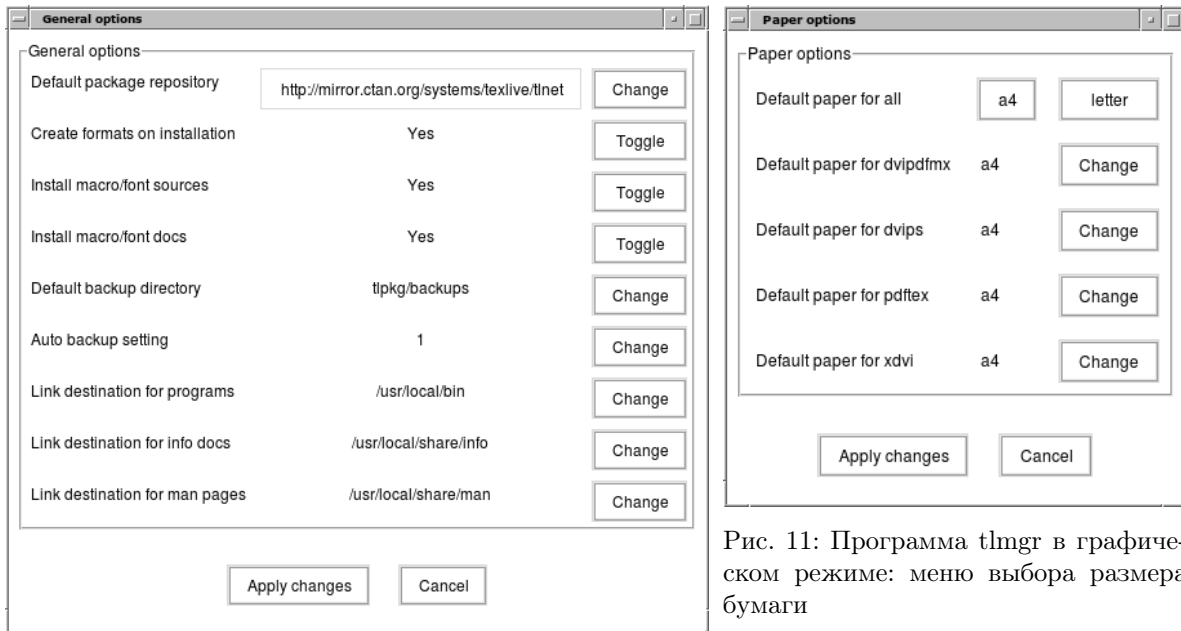 General options
General options
Default package repository http://mirror.ctan.org/systems/texlive/tlnet Change
Create formats on installation Yes Toggle
Install macro/font sources Yes Toggle
Install macro/font docs Yes Toggle
Default backup directory tlpkg/backups Change
Auto backup setting 1 Change
Link destination for programs /usr/local/bin Change
Link destination for info docs /usr/local/share/info Change
Link destination for man pages /usr/local/share/man Change
Apply changes Cancel
Paper options
Paper options
Default paper for all a4 letter
Default paper for dvipdfmx a4 Change
Default paper for dvips a4 Change
Default paper for pdftex a4 Change
Default paper for xdvi a4 Change
Apply changes Cancel
Рис. 11: Программа tlmgr в графиче-
ском режиме: меню выбора размера
бумаги